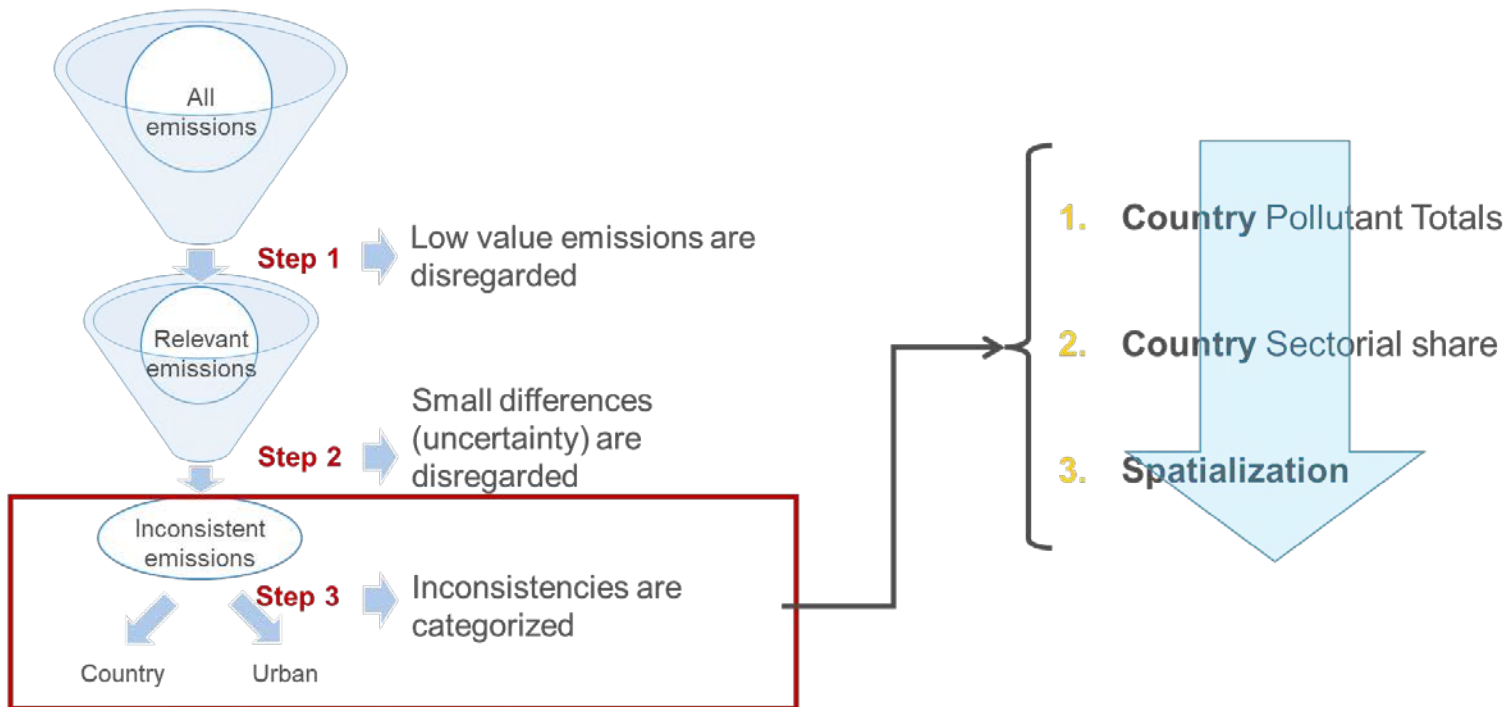 All
emissions
Step 1
Low value emissions are
disregarded
Relevant
emissions
Step 2
Small differences
(uncertainty) are
disregarded
Inconsistent
emissions
Step 3
Inconsistencies are
categorized
Country
Urban
1. Country Pollutant Totals
2. Country Sectorial share
3. Spatialization